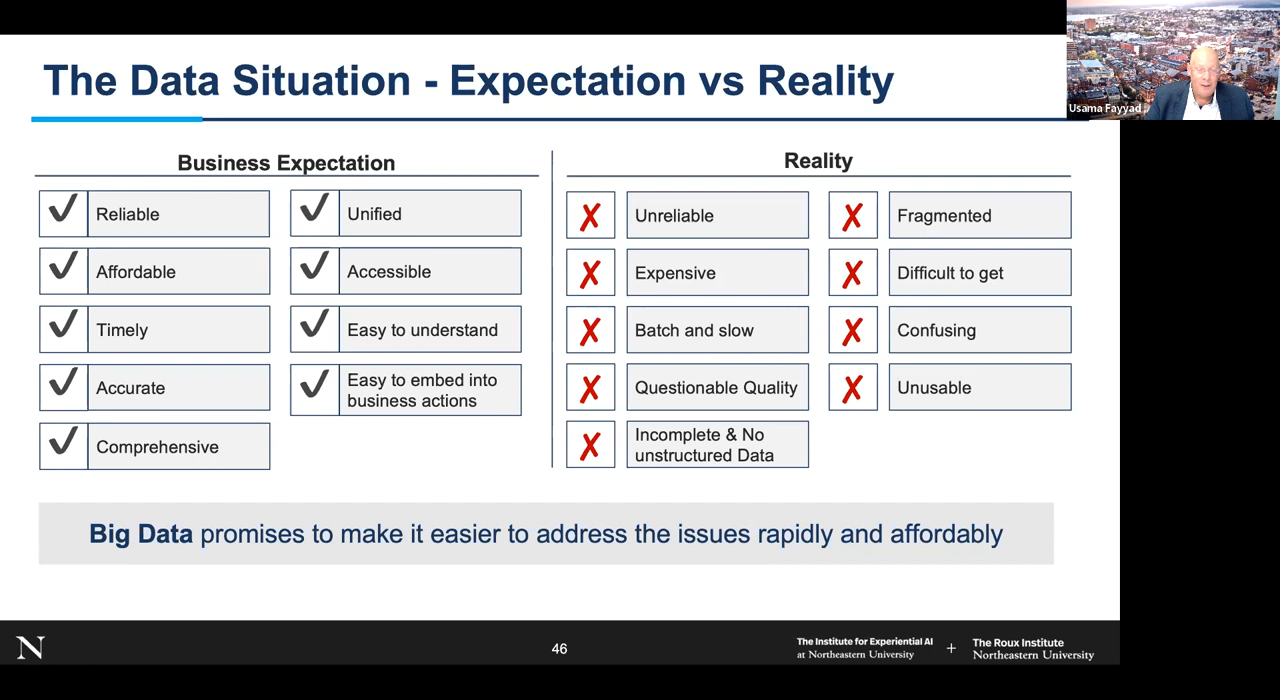 The Data Situation - Expectation vs Reality
Usama Fayyad
Business Expectation
Reliable
Affordable
Timely
Accurate
Comprehensive
Unified
Accessible
Easy to understand
Easy to embed into
business actions
Reality
Unreliable
Expensive
Batch and slow
Questionable Quality
Incomplete & No
unstructured Data
Fragmented
Difficult to get
Confusing
Unusable
Big Data promises to make it easier to address the issues rapidly and affordably
N
46
The Institute for Experiential AI
at Northeastern University
+
The Roux Institute
Northeastern University